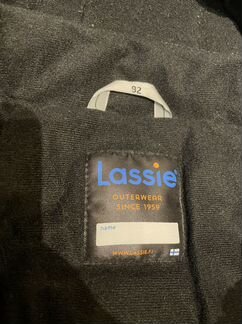 92
Lassie®
OUTERWEAR
SINCE 1959
name
WWW.LASSIE.FI